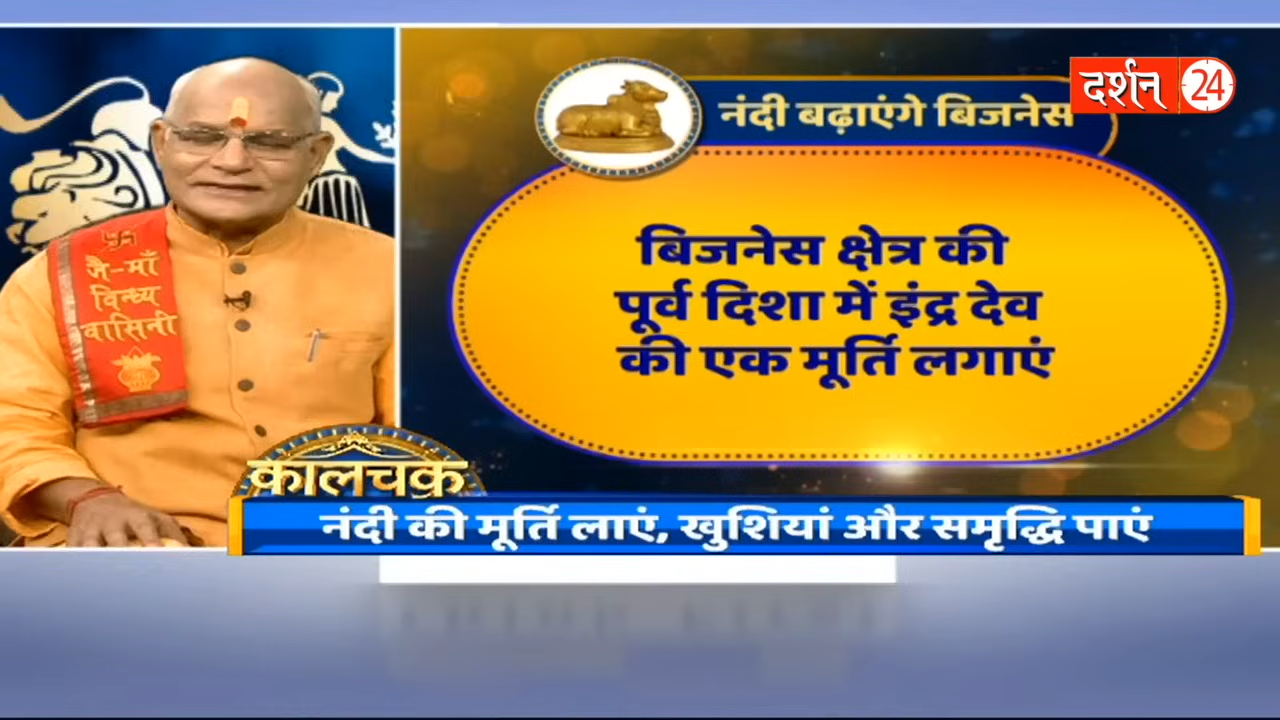 दर्शन 24
नंदी बढ़ाएंगे बिजनेस
बिजनेस क्षेत्र की
पूर्व दिशा में इंद्र देव
की एक मूर्ति लगाएं
जै-माँ
विन्ध्य
वासिनी
कालचक्र
नंदी की मूर्ति लाएं, खुशियां और समृद्धि पाएं